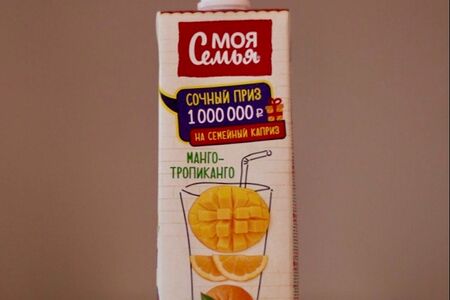 МОЯ
Семья
СОЧНЫЙ ПРИЗ
1 000 000 ₽
НА СЕМЕЙНЫЙ КАПРИЗ
МАНГО-
ТРОПИКАНГО